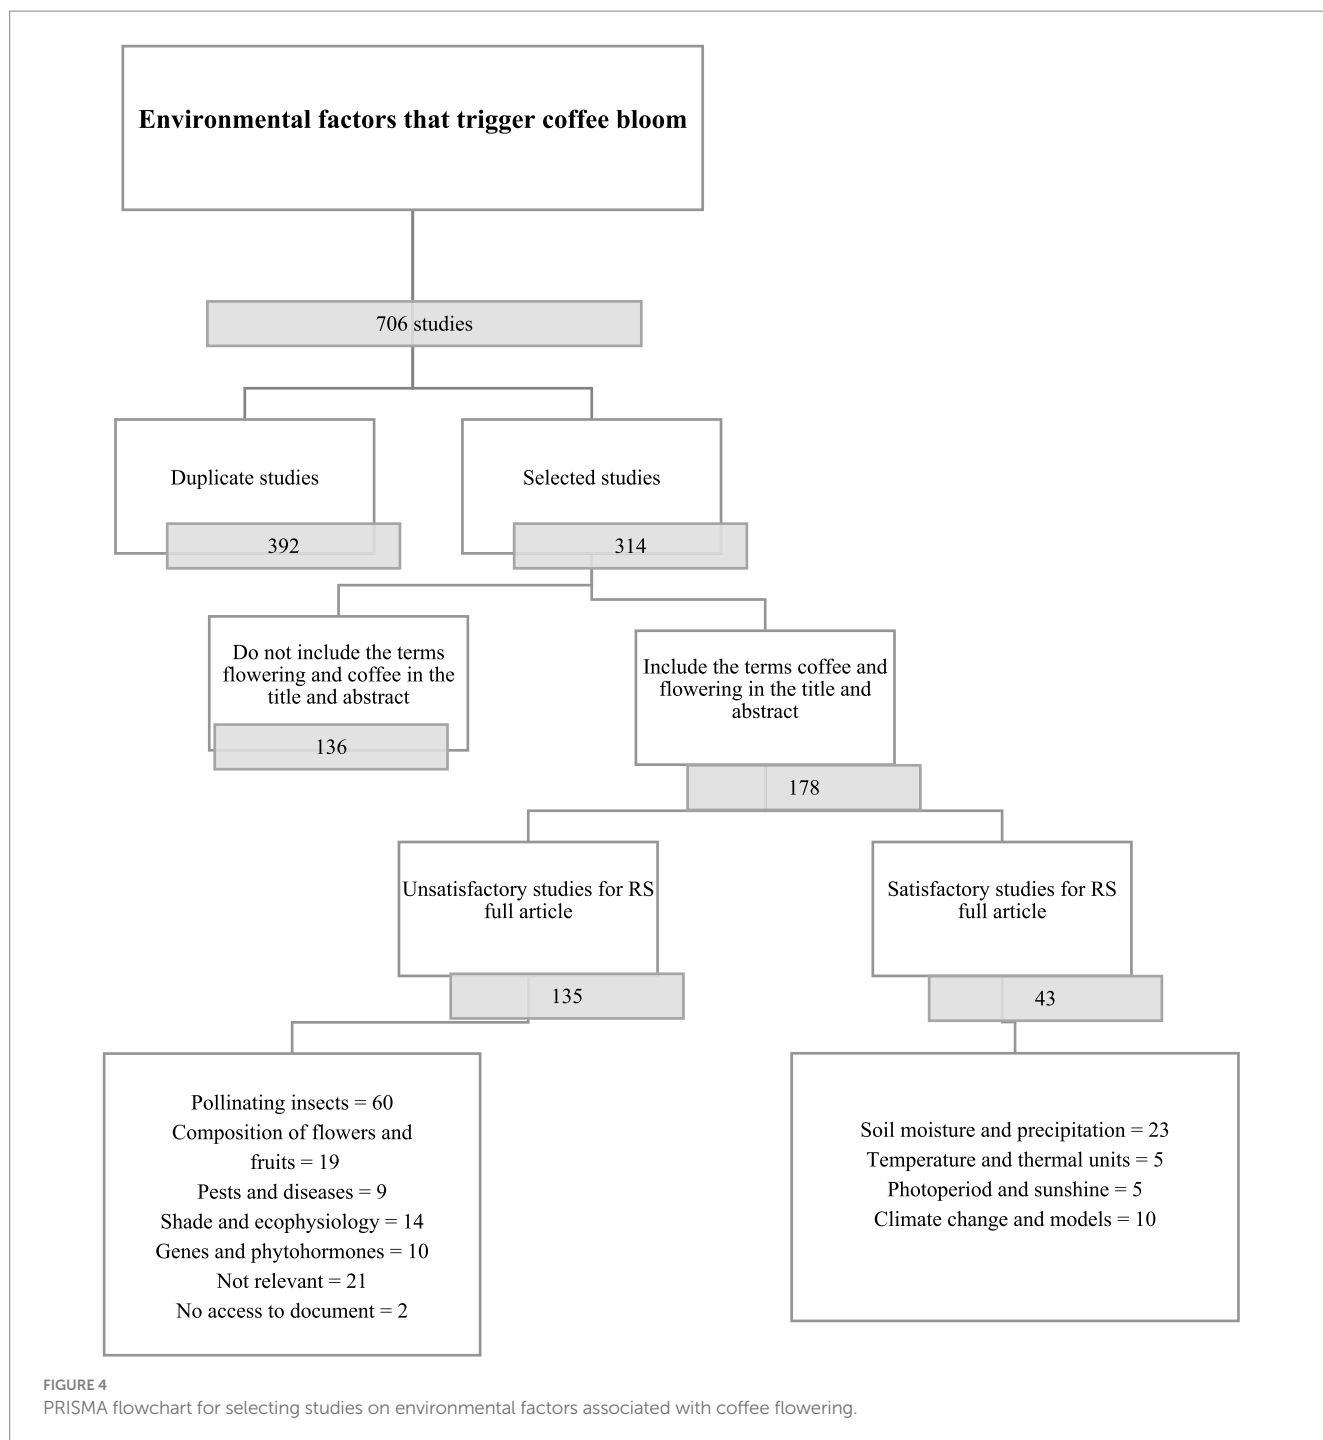 Environmental factors that trigger coffee bloom
706 studies
Duplicate studies
392
Selected studies
314
Do not include the terms
flowering and coffee in the
title and abstract
136
Include the terms coffee and
flowering in the title and
abstract
178
Unsatisfactory studies for RS
full article
135
Satisfactory studies for RS
full article
43
Pollinating insects = 60
Composition of flowers and
fruits = 19
Pests and diseases = 9
Shade and ecophysiology = 14
Genes and phytohormones = 10
Not relevant = 21
No access to document = 2
Soil moisture and precipitation = 23
Temperature and thermal units = 5
Photoperiod and sunshine = 5
Climate change and models = 10
FIGURE 4
PRISMA flowchart for selecting studies on environmental factors associated with coffee flowering.